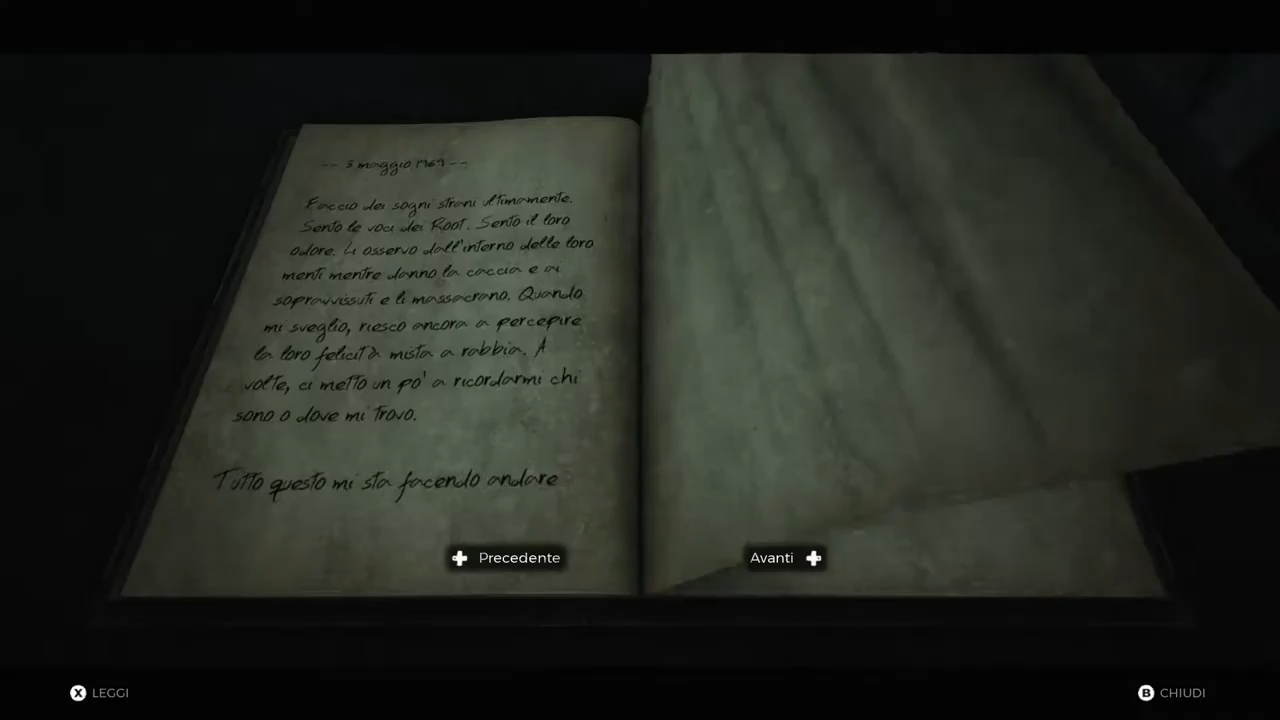 -- 3 maggio 1969 --
Faccio dei sogni strani ultimamente.
Sento le voci dei Root. Sento il loro
odore. Li osservo dall'interno delle loro
menti mentre danno la caccia e ai
sopravvissuti e li massacrano. Quando
mi sveglio, riesco ancora a percepire
la loro felicità mista a rabbia. A
volte, ci metto un po' a ricordarmi chi
sono o dove mi trovo.
Tutto questo mi sta facendo andare
Precedente
Avanti
X LEGGI
B CHIUDI